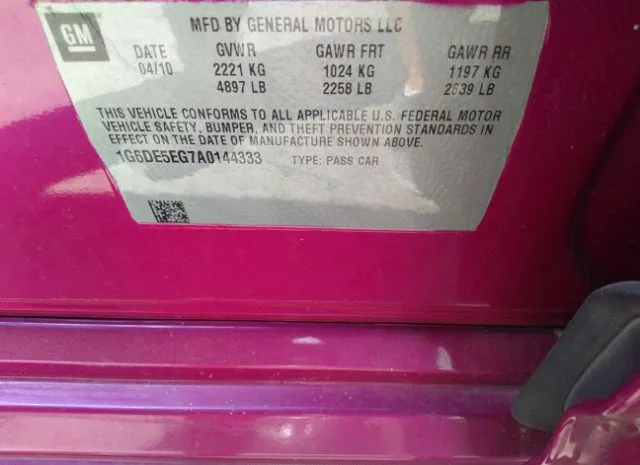 GM
MFD BY GENERAL MOTORS LLC
DATE GVWR GAWR FRT GAWR RR
04/10 2221 KG 1024 KG 1197 KG
4897 LB 2258 LB 2639 LB
THIS VEHICLE CONFORMS TO ALL APPLICABLE U.S. FEDERAL MOTOR
VEHICLE SAFETY, BUMPER, AND THEFT PREVENTION STANDARDS IN
EFFECT ON THE DATE OF MANUFACTURE SHOWN ABOVE.
1G6DE5EG7A0144333 TYPE: PASS CAR